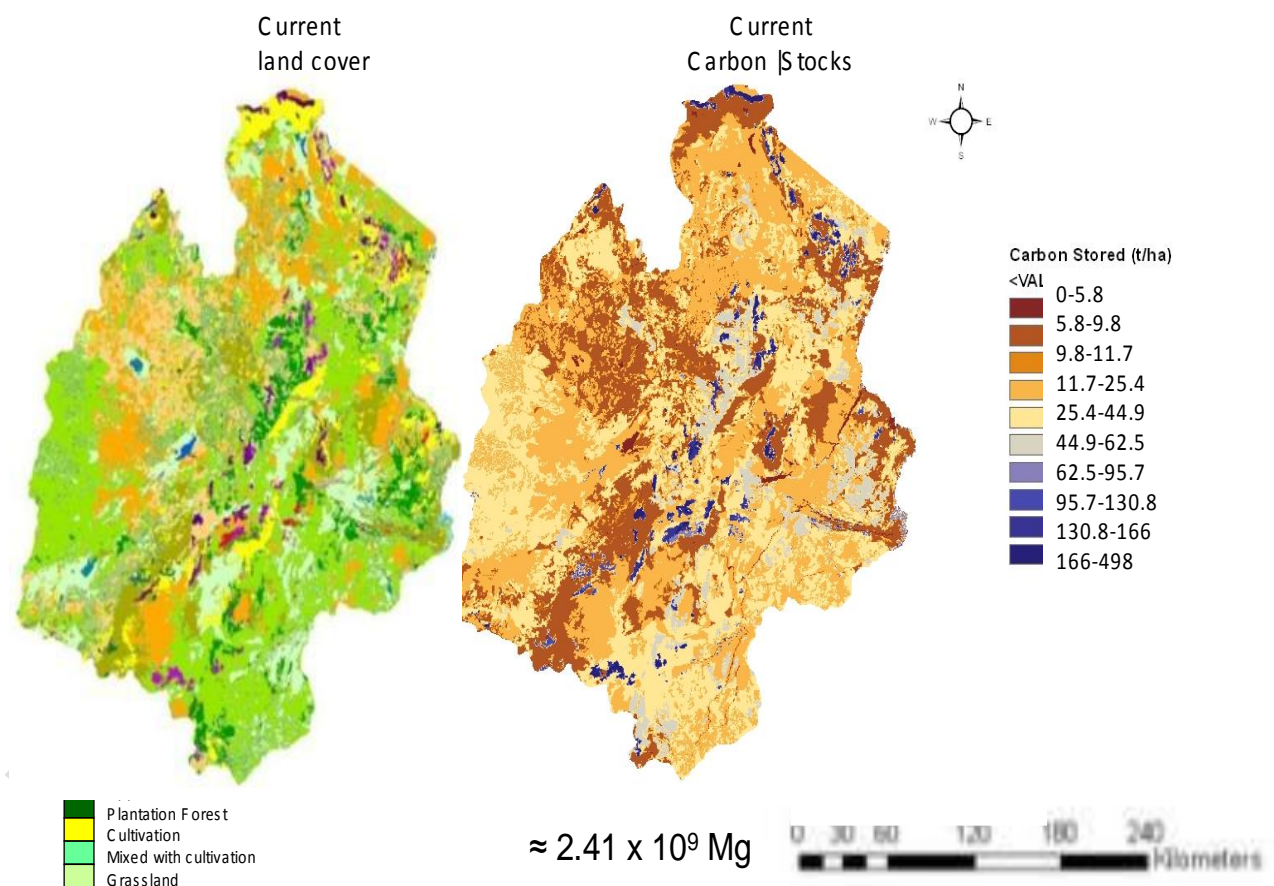 Current
land cover
Current
Carbon |Stocks
N
W E
S
Carbon Stored (t/ha)
<VAL
0-5.8
5.8-9.8
9.8-11.7
11.7-25.4
25.4-44.9
44.9-62.5
62.5-95.7
95.7-130.8
130.8-166
166-498
Plantation Forest
Cultivation
Mixed with cultivation
Grassland
≈ 2.41 x 10⁹ Mg
0 30 60 120 180 240
Kilometers